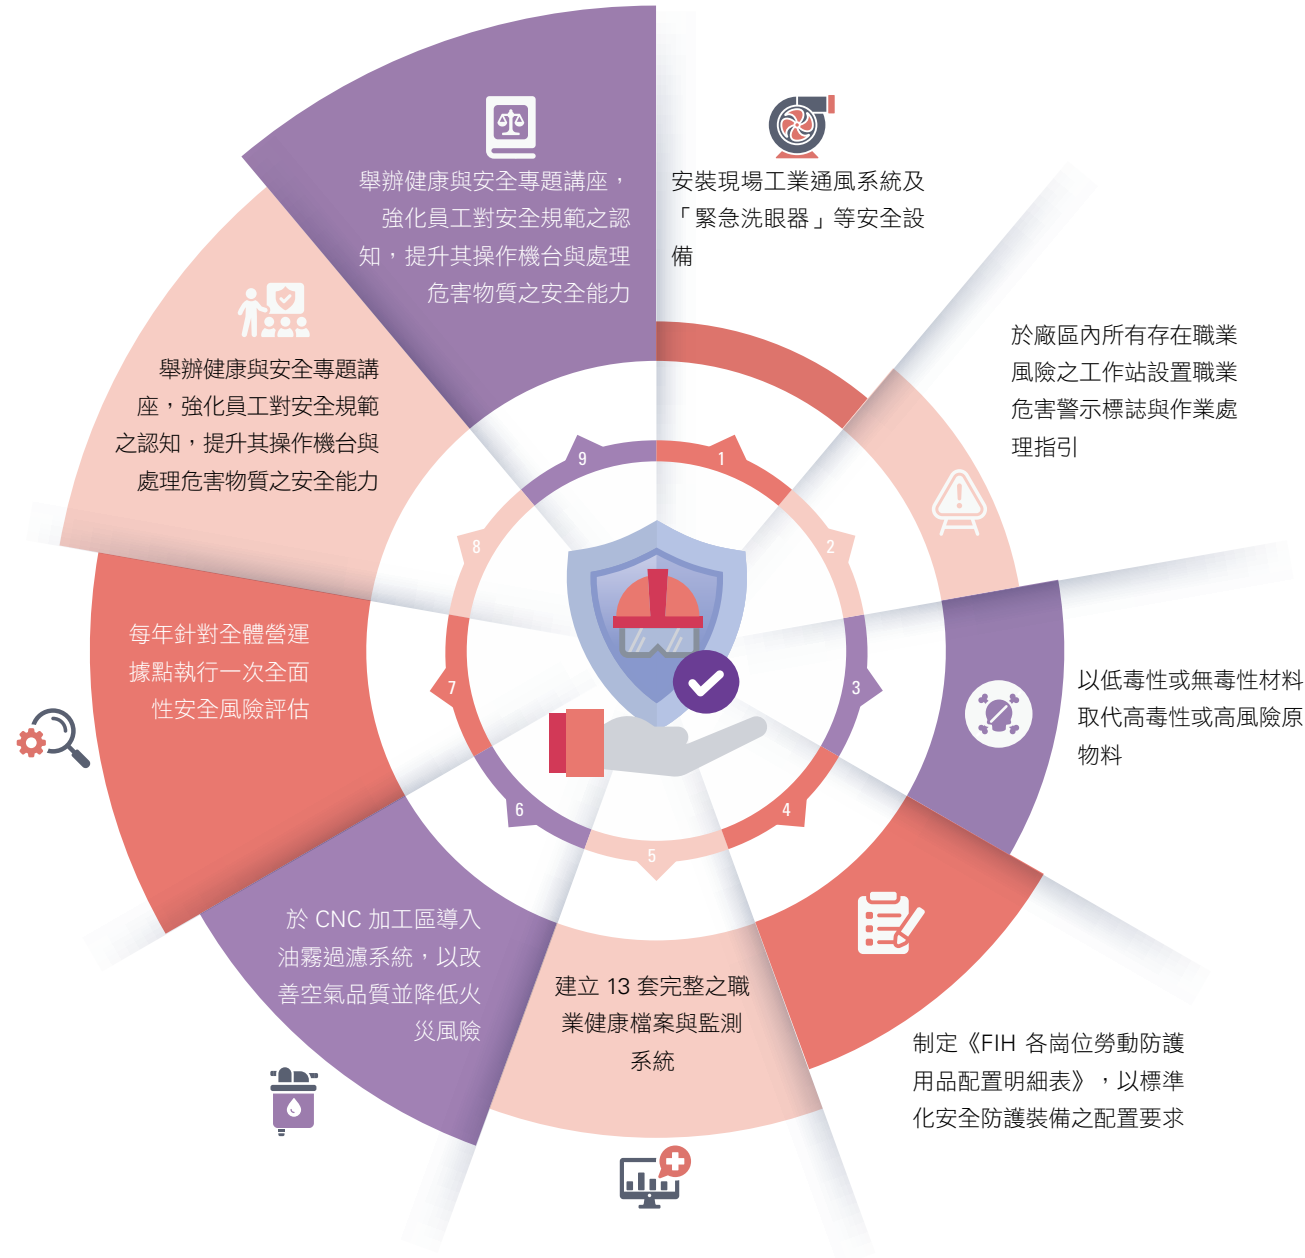 安裝現場工業通風系統及
「緊急洗眼器」等安全設
備
於廠區內所有存在職業
風險之工作站設置職業
危害警示標誌與作業處
理指引
以低毒性或無毒性材料
取代高毒性或高風險原
物料
制定《FIH 各崗位勞動防護
用品配置明細表》，以標準
化安全防護裝備之配置要求
建立 13 套完整之職
業健康檔案與監測
系統
於 CNC 加工區導入
油霧過濾系統，以改
善空氣品質並降低火
災風險
每年針對全體營運
據點執行一次全面
性安全風險評估
舉辦健康與安全專題講
座，強化員工對安全規範
之認知，提升其操作機台與
處理危害物質之安全能力
舉辦健康與安全專題講座，
強化員工對安全規範之認
知，提升其操作機台與處理
危害物質之安全能力
1
2
3
4
5
6
7
8
9